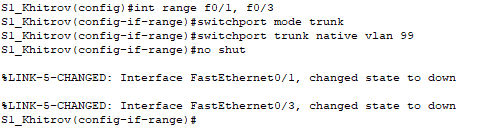 S1_Khitrov(config)#int range f0/1, f0/3
S1_Khitrov(config-if-range)#switchport mode trunk
S1_Khitrov(config-if-range)#switchport trunk native vlan 99
S1_Khitrov(config-if-range)#no shut
%LINK-5-CHANGED: Interface FastEthernet0/1, changed state to down
%LINK-5-CHANGED: Interface FastEthernet0/3, changed state to down
S1_Khitrov(config-if-range)#